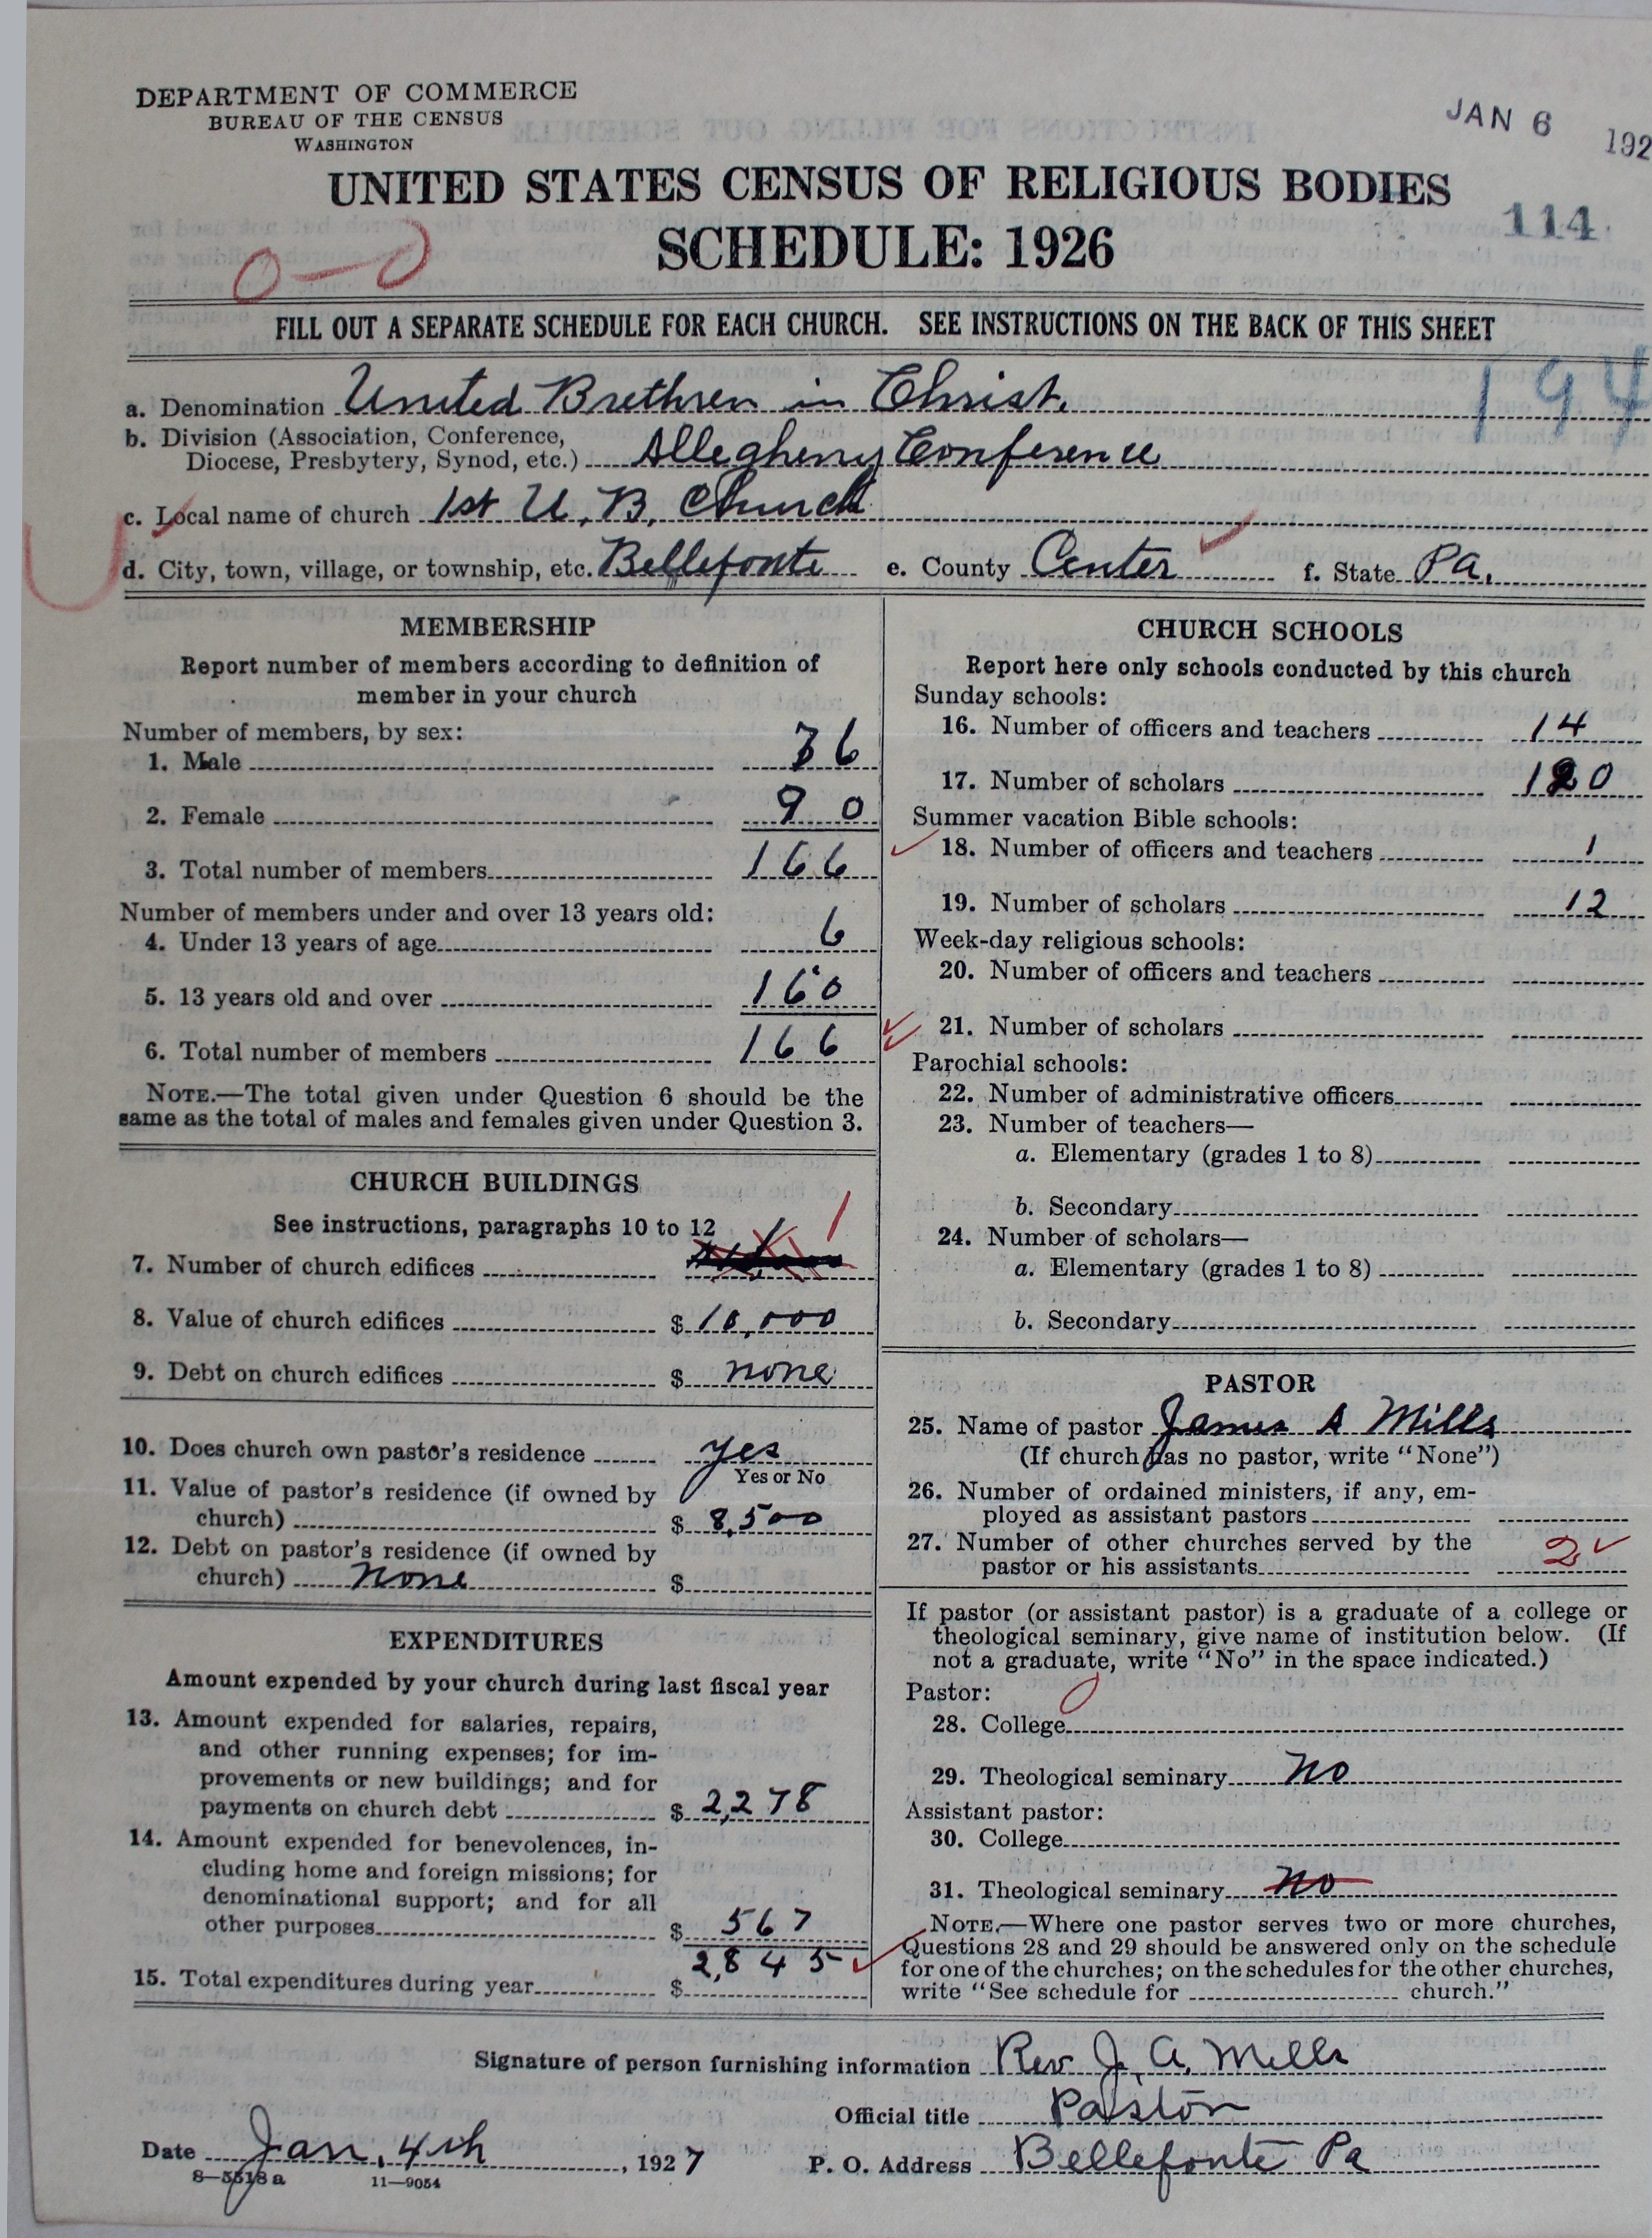 DEPARTMENT OF COMMERCE
BUREAU OF THE CENSUS
WASHINGTON
JAN 6 192
UNITED STATES CENSUS OF RELIGIOUS BODIES
SCHEDULE: 1926
114
0—0
FILL OUT A SEPARATE SCHEDULE FOR EACH CHURCH. SEE INSTRUCTIONS ON THE BACK OF THIS SHEET
194
a. Denomination United Brethren in Christ.
b. Division (Association, Conference,
Diocese, Presbytery, Synod, etc.) Allegheny Conference
c. Local name of church 1st U. B. Church
d. City, town, village, or township, etc. Bellefonte e. County Center f. State Pa.
MEMBERSHIP
Report number of members according to definition of
member in your church
Number of members, by sex:
1. Male 76
2. Female 90
3. Total number of members 166
Number of members under and over 13 years old:
4. Under 13 years of age 6
5. 13 years old and over 160
6. Total number of members 166
NOTE.—The total given under Question 6 should be the
same as the total of males and females given under Question 3.
CHURCH BUILDINGS
See instructions, paragraphs 10 to 12
7. Number of church edifices 1
8. Value of church edifices $ 10,000
9. Debt on church edifices $ none
10. Does church own pastor's residence yes
Yes or No
11. Value of pastor's residence (if owned by
church) $ 8,500
12. Debt on pastor's residence (if owned by
church) None $
EXPENDITURES
Amount expended by your church during last fiscal year
13. Amount expended for salaries, repairs,
and other running expenses; for im-
provements or new buildings; and for
payments on church debt $ 2,278
14. Amount expended for benevolences, in-
cluding home and foreign missions; for
denominational support; and for all
other purposes $ 567
15. Total expenditures during year $ 2,845
CHURCH SCHOOLS
Report here only schools conducted by this church
Sunday schools:
16. Number of officers and teachers 14
17. Number of scholars 120
Summer vacation Bible schools:
18. Number of officers and teachers 1
19. Number of scholars 12
Week-day religious schools:
20. Number of officers and teachers
21. Number of scholars
Parochial schools:
22. Number of administrative officers
23. Number of teachers—
a. Elementary (grades 1 to 8)
b. Secondary
24. Number of scholars—
a. Elementary (grades 1 to 8)
b. Secondary
PASTOR
25. Name of pastor James A Mills
(If church has no pastor, write "None")
26. Number of ordained ministers, if any, em-
ployed as assistant pastors
27. Number of other churches served by the
pastor or his assistants 2
If pastor (or assistant pastor) is a graduate of a college or
theological seminary, give name of institution below. (If
not a graduate, write "No" in the space indicated.)
Pastor: 0
28. College
29. Theological seminary No
Assistant pastor:
30. College
31. Theological seminary No
NOTE.—Where one pastor serves two or more churches,
Questions 28 and 29 should be answered only on the schedule
for one of the churches; on the schedules for the other churches,
write "See schedule for church."
Signature of person furnishing information Rev J. A. Mills
Official title Pastor
Date Jan. 4th, 1927 P. O. Address Bellefonte Pa
8—5518a 11—9054